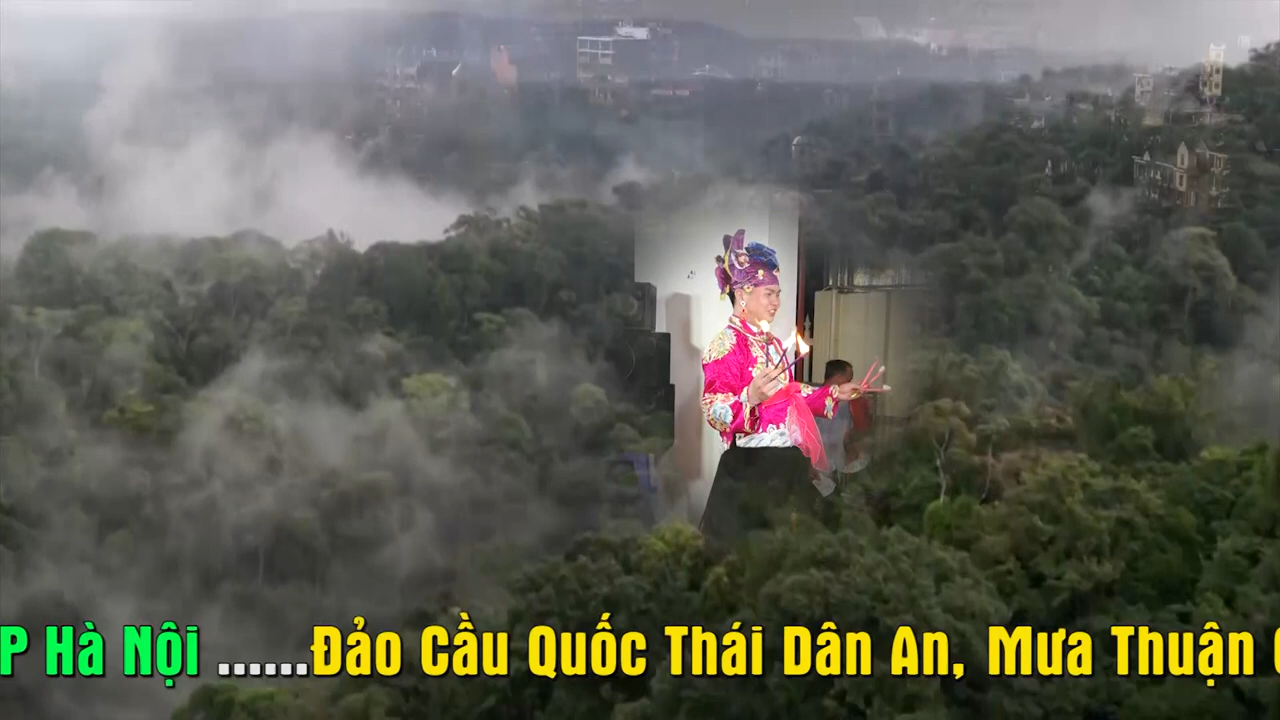 P Hà Nội ......Đảo Cầu Quốc Thái Dân An, Mưa Thuận